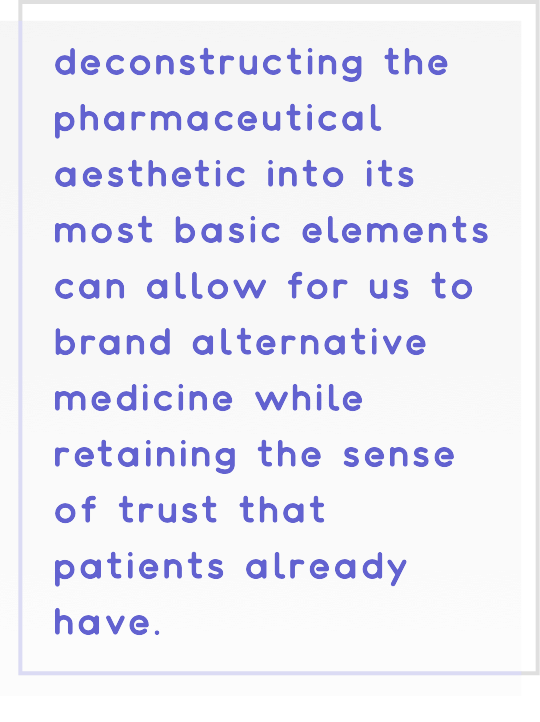 deconstructing the
pharmaceutical
aesthetic into its
most basic elements
can allow for us to
brand alternative
medicine while
retaining the sense
of trust that
patients already
have.